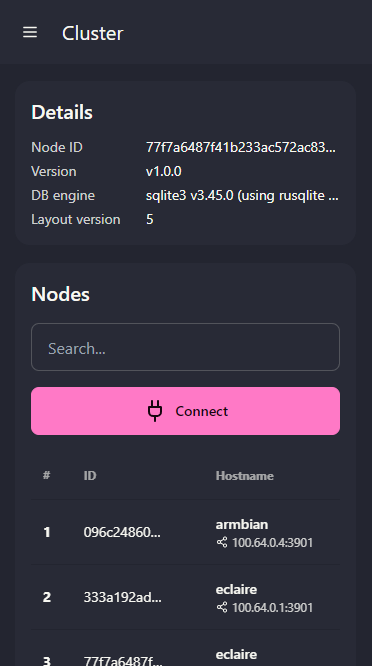 Cluster
Details
Node ID 77f7a6487f41b233ac572ac83...
Version v1.0.0
DB engine sqlite3 v3.45.0 (using rusqlite ...
Layout version 5
Nodes
Search...
Connect
# ID Hostname
1 096c24860... armbian
100.64.0.4:3901
2 333a192ad... eclaire
100.64.0.1:3901
3 77f7a6487f... eclaire